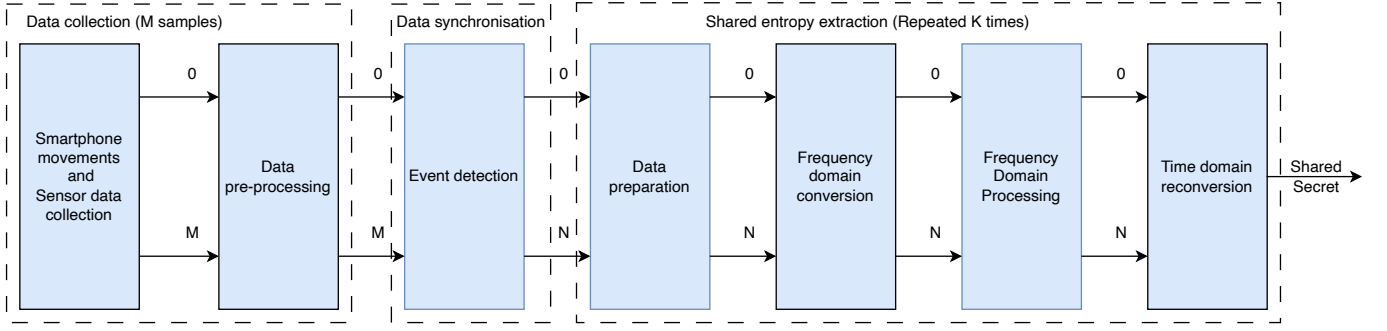 Data collection (M samples)
Data synchronisation
Shared entropy extraction (Repeated K times)
Smartphone
movements
and
Sensor data
collection
0
M
Data
pre-processing
0
M
Event detection
0
N
Data
preparation
0
N
Frequency
domain
conversion
0
N
Frequency
Domain
Processing
0
N
Time domain
reconversion
Shared
Secret